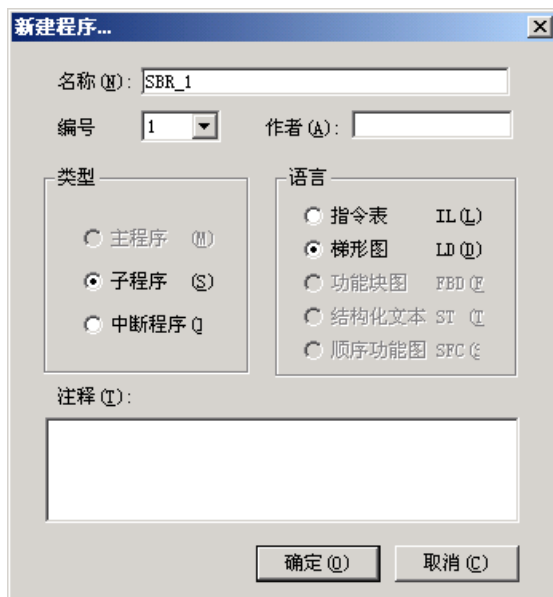 新建程序...
名称(N): SBR_1
编号 1 作者(A):
类型
主程序 (M)
子程序 (S)
中断程序(I
语言
指令表 IL(L)
梯形图 LD(D)
功能块图 FBD(F
结构化文本 ST (T
顺序功能图 SFC(S
注释(T):
确定(O) 取消(C)